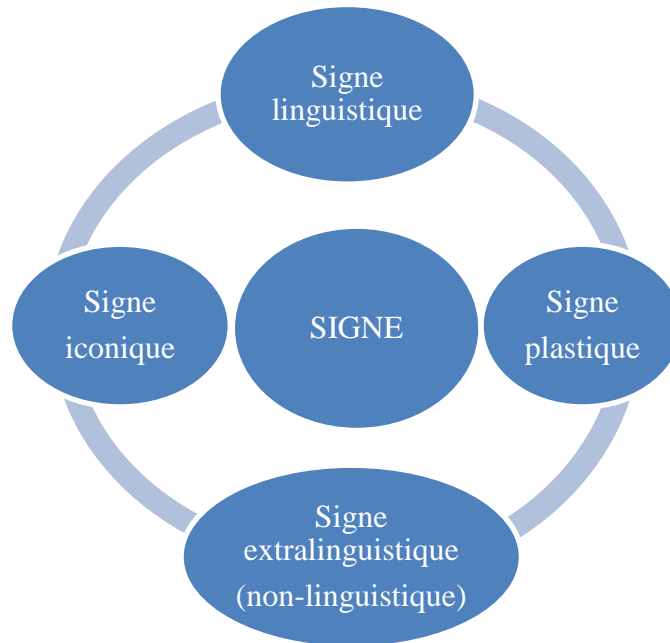 Signe
linguistique
Signe
iconique
SIGNE
Signe
plastique
Signe
extralinguistique
(non-linguistique)